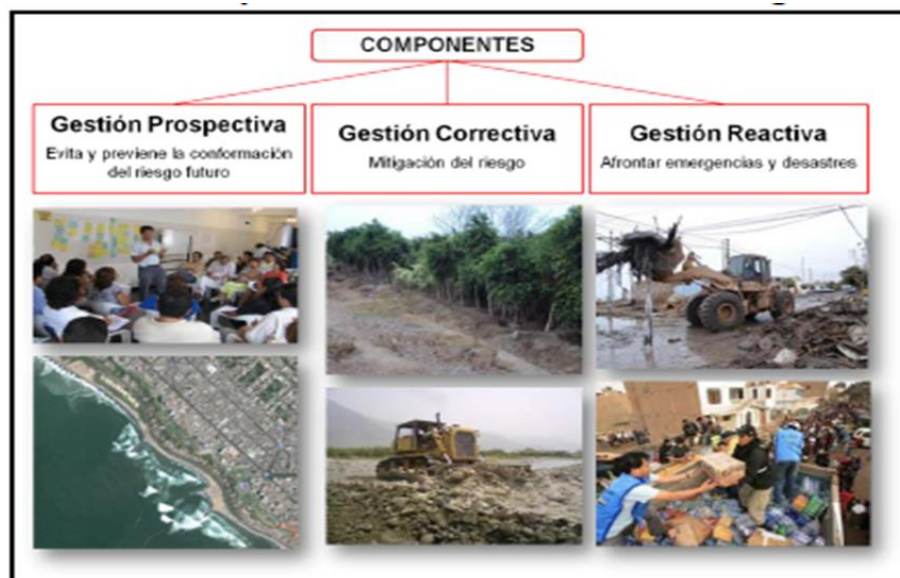 COMPONENTES
Gestión Prospectiva
Evita y previene la conformación
del riesgo futuro
Gestión Correctiva
Mitigación del riesgo
Gestión Reactiva
Afrontar emergencias y desastres